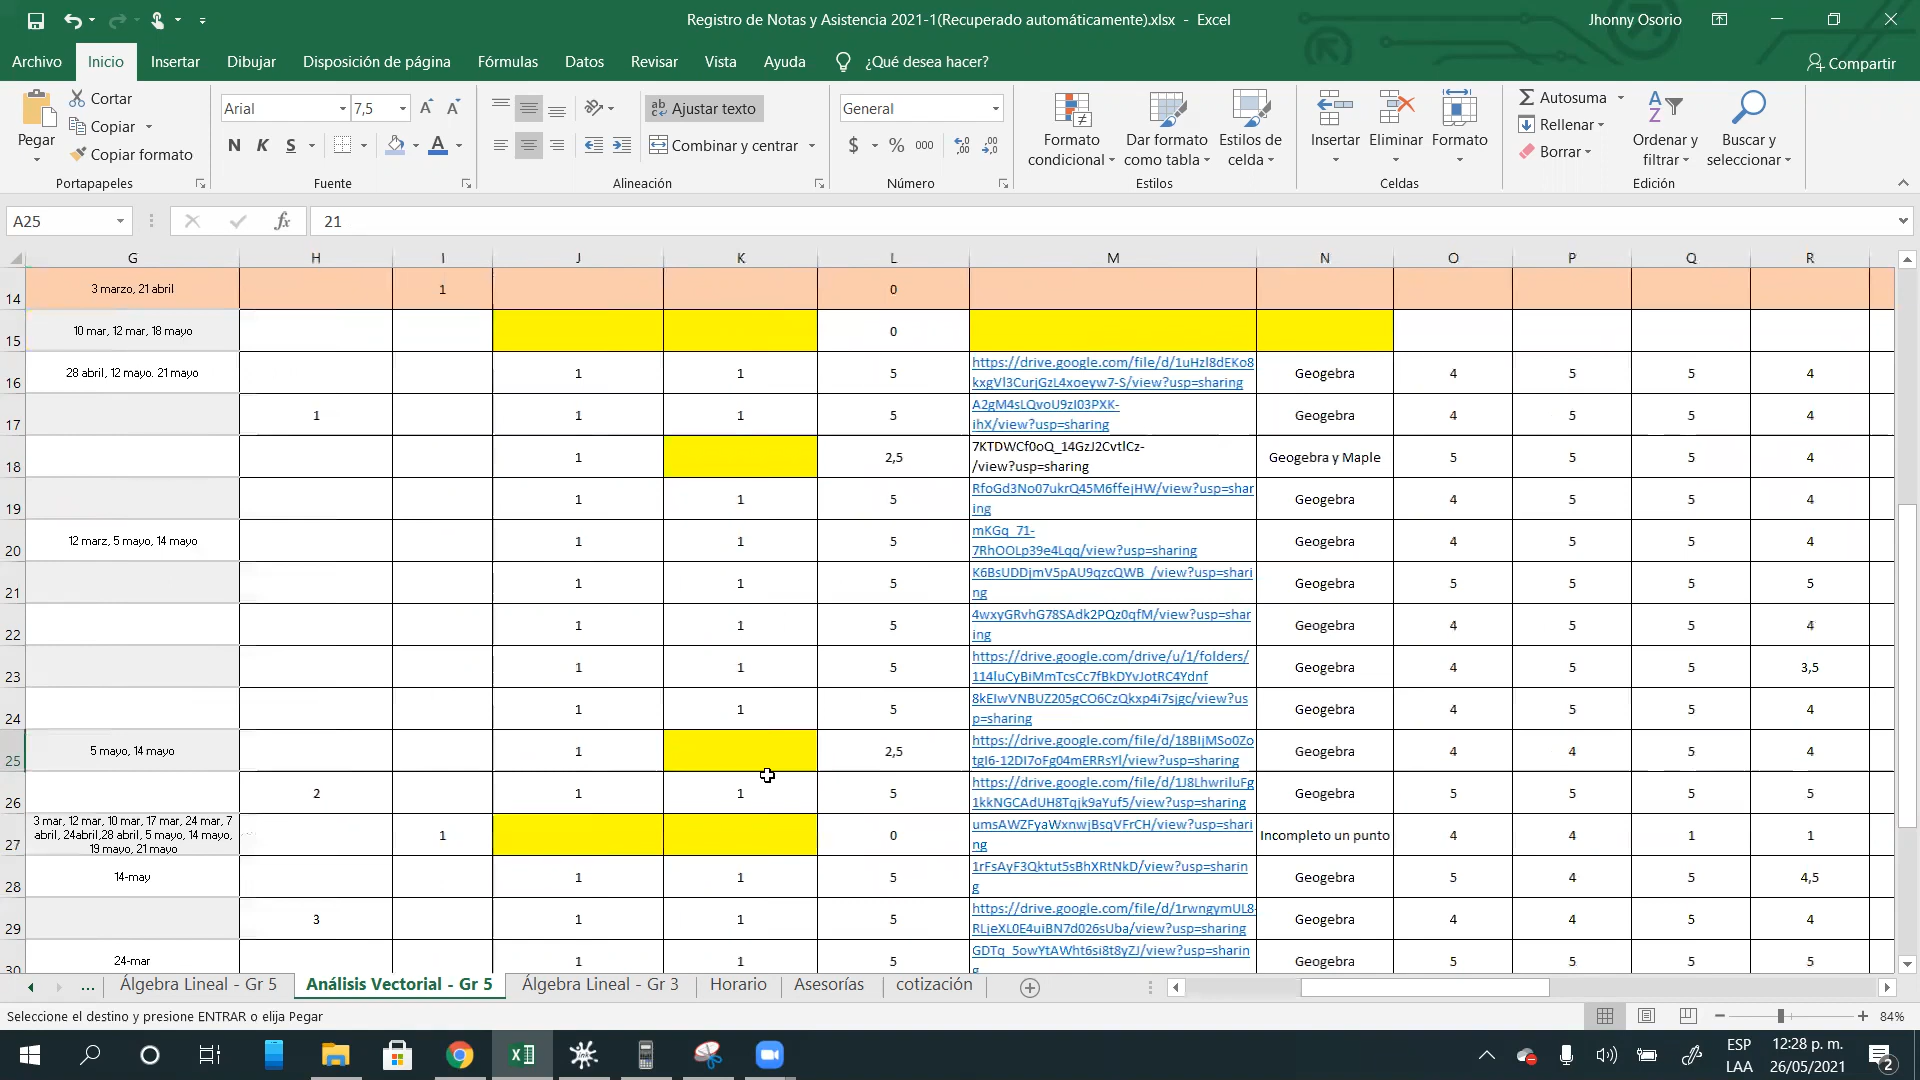 Registro de Notas y Asistencia 2021-1(Recuperado automáticamente).xlsx - Excel
Jhonny Osorio
Archivo Inicio Insertar Dibujar Disposición de página Fórmulas Datos Revisar Vista Ayuda ¿Qué desea hacer? Compartir
Pegar
Cortar
Copiar
Copiar formato
Portapapeles
Arial 7,5
N K S
Fuente
Ajustar texto
Combinar y centrar
Alineación
General
$ % 000
Número
Formato condicional
Dar formato como tabla
Estilos de celda
Estilos
Insertar Eliminar Formato
Celdas
Autosuma
Rellenar
Borrar
Ordenar y filtrar
Buscar y seleccionar
Edición
A25 fx 21
G H I J K L M N O P Q R
14 3 marzo, 21 abril 1 0
15 10 mar, 12 mar, 18 mayo 0
16 28 abril, 12 mayo. 21 mayo 1 1 5 https://drive.google.com/file/d/1uHzl8dEKo8
kxgVl3CurjGzL4xoeyw7-S/view?usp=sharing Geogebra 4 5 5 4
17 1 1 1 5 A2gM4sLQvoU9zI03PXK-
ihX/view?usp=sharing Geogebra 4 5 5 4
18 1 2,5 7KTDWCf0oQ_14GzJ2CvtlCz-
/view?usp=sharing Geogebra y Maple 5 5 5 4
19 1 1 5 RfoGd3No07ukrQ45M6ffejHW/view?usp=shar
ing Geogebra 4 5 5 4
20 12 marz, 5 mayo, 14 mayo 1 1 5 mKGq_71-
7RhOOLp39e4Lqq/view?usp=sharing Geogebra 4 5 5 4
21 1 1 5 K6BsUDDjmV5pAU9qzcQWB_/view?usp=shari
ng Geogebra 5 5 5 5
22 1 1 5 4wxyGRvhG78SAdk2PQz0qfM/view?usp=shar
ing Geogebra 4 5 5 4
23 1 1 5 https://drive.google.com/drive/u/1/folders/
114luCyBiMmTcsCc7fBkDYvJotRC4Ydnf Geogebra 4 5 5 3,5
24 1 1 5 8kEIwVNBUZ205gCO6CzQkxp4i7sjgc/view?us
p=sharing Geogebra 4 5 5 4
25 5 mayo, 14 mayo 1 2,5 https://drive.google.com/file/d/18BIjMSo0Zo
tgI6-12DI7oFg04mERRsYl/view?usp=sharing Geogebra 4 4 5 4
26 2 1 1 5 https://drive.google.com/file/d/1J8LhwriluFg
1kkNGCAdUH8Tqjk9aYuf5/view?usp=sharing Geogebra 5 5 5 5
27 3 mar, 12 mar, 10 mar, 17 mar, 24 mar, 7
abril, 24abril,28 abril, 5 mayo, 14 mayo,
19 mayo, 21 mayo 1 0 umsAWZFyaWxnwjBsqVFrCH/view?usp=shari
ng Incompleto un punto 4 4 1 1
28 14-may 1 1 5 1rFsAyF3Qktut5sBhXRtNkD/view?usp=sharin
g Geogebra 5 4 5 4,5
29 3 1 1 5 https://drive.google.com/file/d/1rwngymUL8-
RLjeXL0E4uiBN7d026sUba/view?usp=sharing Geogebra 4 4 5 4
30 24-mar 1 1 5 GDTq_5owYtAWht6si8t8yZJ/view?usp=sharin
g Geogebra 5 5 5 5
... Álgebra Lineal - Gr 5 Análisis Vectorial - Gr 5 Álgebra Lineal - Gr 3 Horario Asesorías cotización
Seleccione el destino y presione ENTRAR o elija Pegar
84%
ESP
LAA
12:28 p. m.
26/05/2021
2